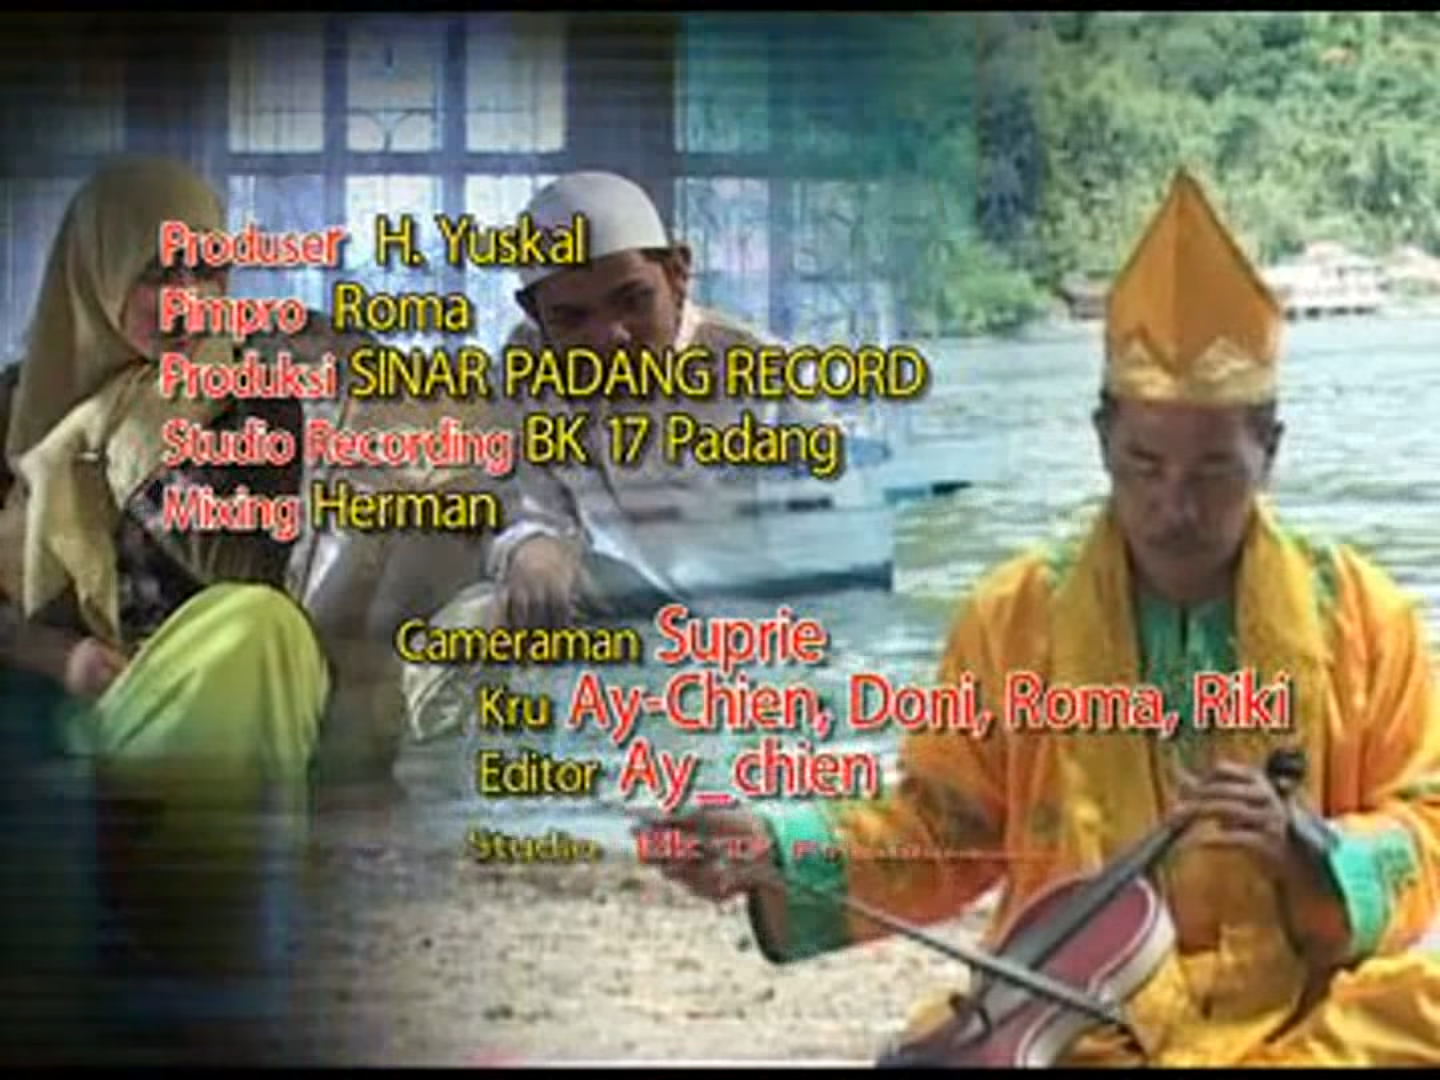 Produser H. Yuskal
Pimpro Roma
Produksi SINAR PADANG RECORD
Studio Recording BK 17 Padang
Mixing Herman
Cameraman Suprie
Kru Ay-Chien, Doni, Roma, Riki
Editor Ay_chien
Studio